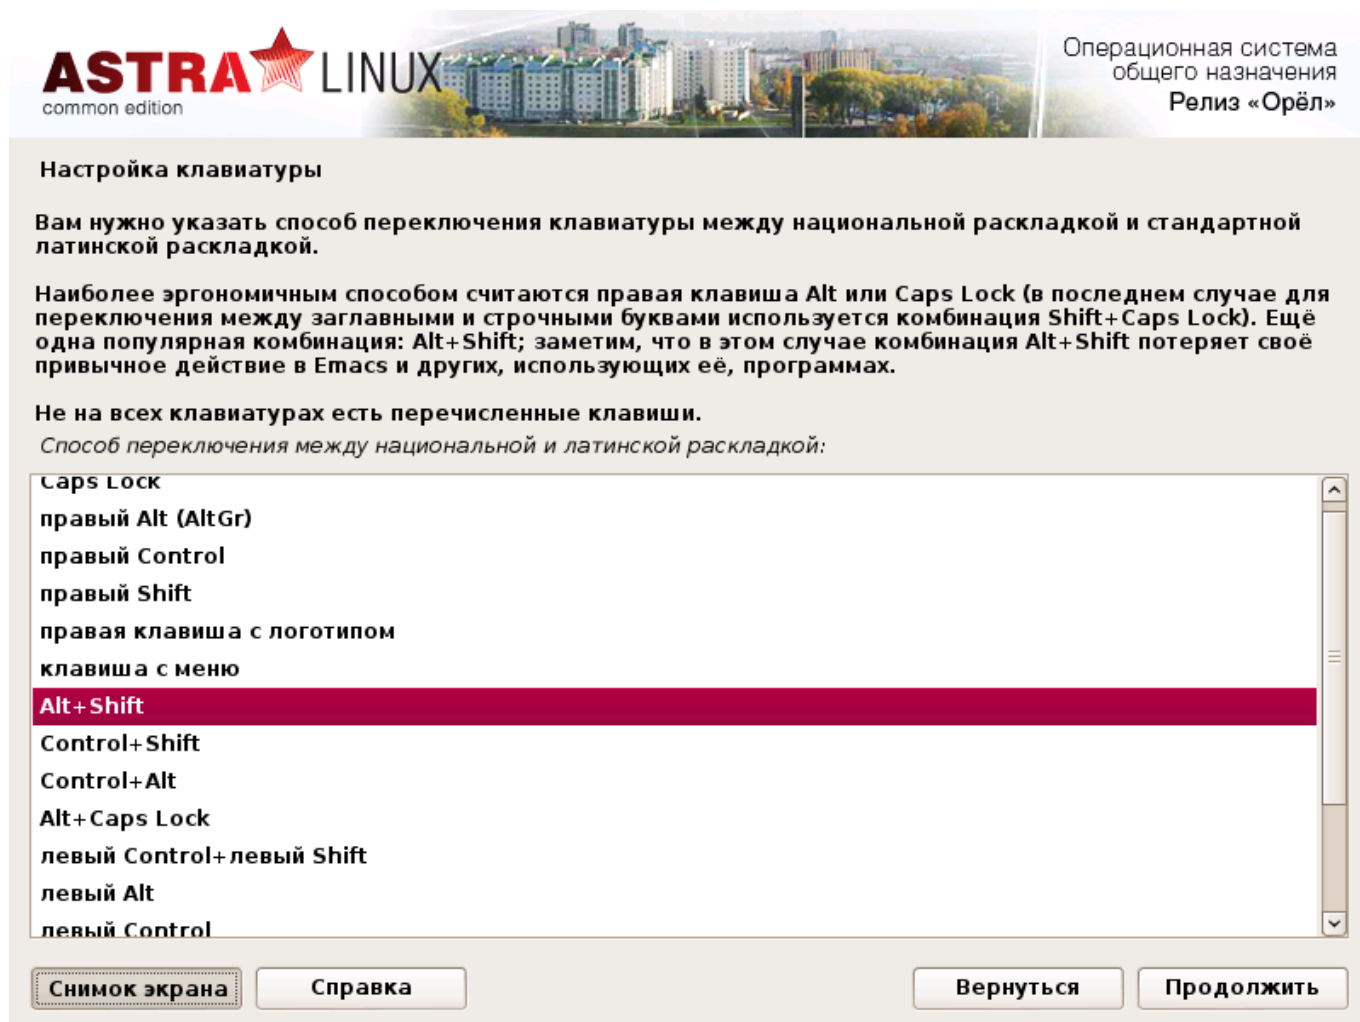 ASTRA LINUX
common edition
Операционная система
общего назначения
Релиз «Орёл»
Настройка клавиатуры
Вам нужно указать способ переключения клавиатуры между национальной раскладкой и стандартной
латинской раскладкой.
Наиболее эргономичным способом считаются правая клавиша Alt или Caps Lock (в последнем случае для
переключения между заглавными и строчными буквами используется комбинация Shift+Caps Lock). Ещё
одна популярная комбинация: Alt+Shift; заметим, что в этом случае комбинация Alt+Shift потеряет своё
привычное действие в Emacs и других, использующих её, программах.
Не на всех клавиатурах есть перечисленные клавиши.
Способ переключения между национальной и латинской раскладкой:
Caps Lock
правый Alt (AltGr)
правый Control
правый Shift
правая клавиша с логотипом
клавиша с меню
Alt+Shift
Control+Shift
Control+Alt
Alt+Caps Lock
левый Control+левый Shift
левый Alt
левый Control
Снимок экрана
Справка
Вернуться
Продолжить